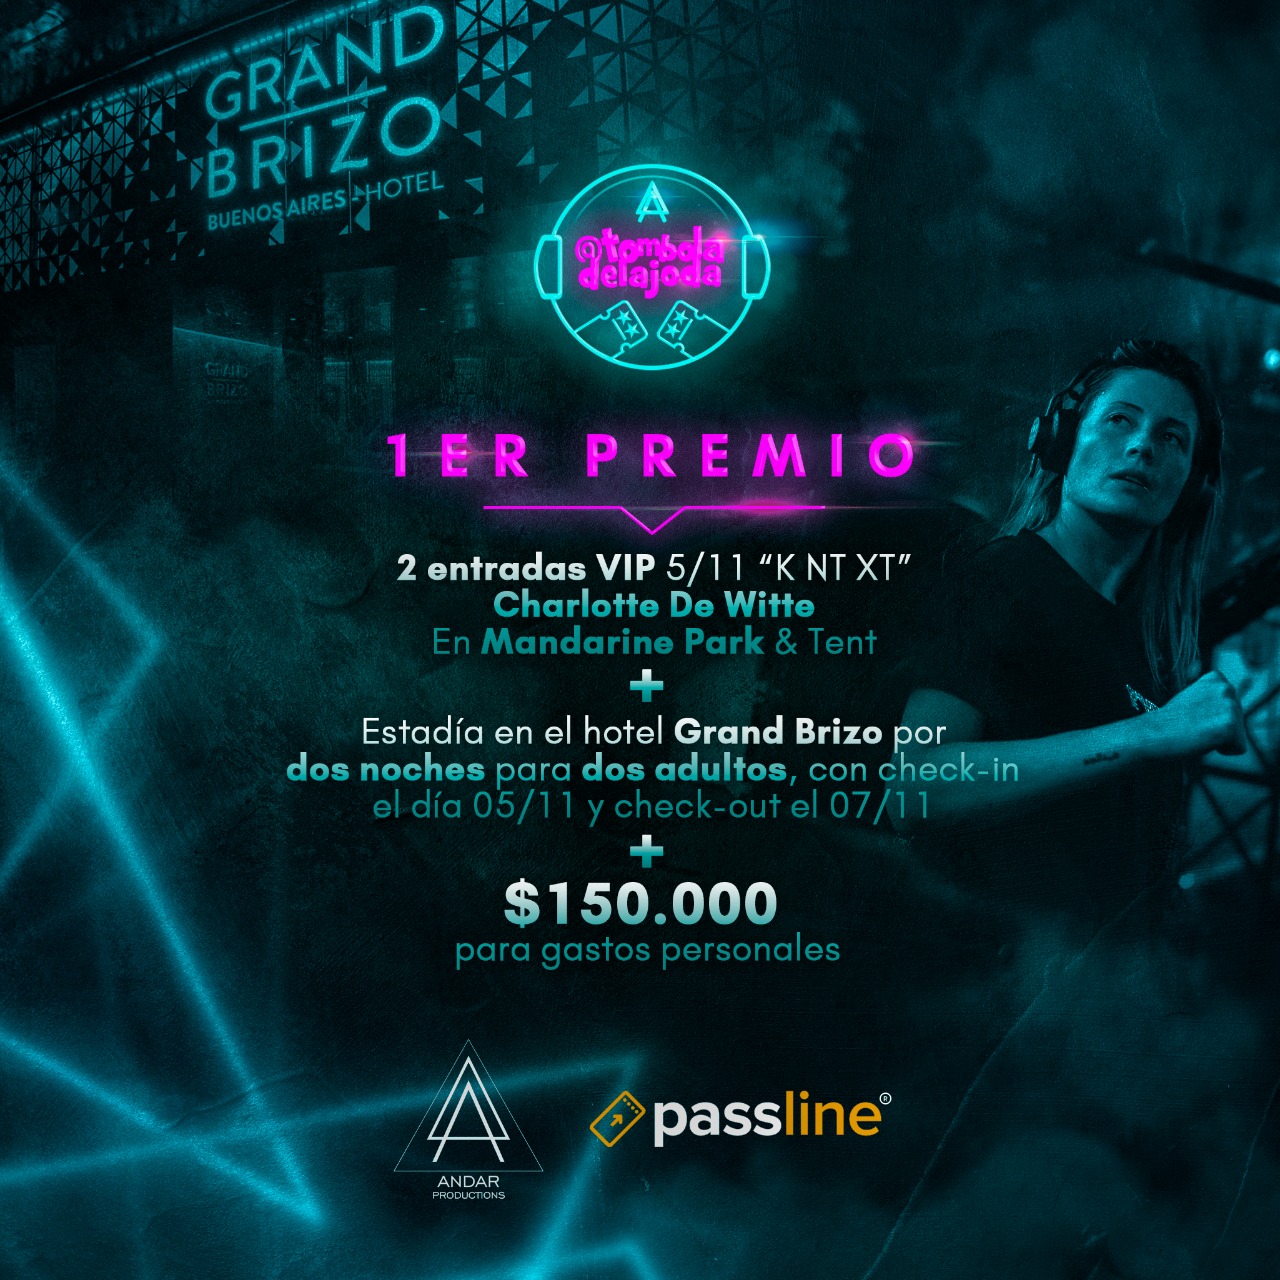 GRAND
BRIZO
BUENOS AIRES - HOTEL
GRAND
BRIZO
@tombola
delajoda
1ER PREMIO
2 entradas VIP 5/11 “K NT XT”
Charlotte De Witte
En Mandarine Park & Tent
+
Estadía en el hotel Grand Brizo por
dos noches para dos adultos, con check-in
el día 05/11 y check-out el 07/11
+
$150.000
para gastos personales
ANDAR
PRODUCTIONS
passline®